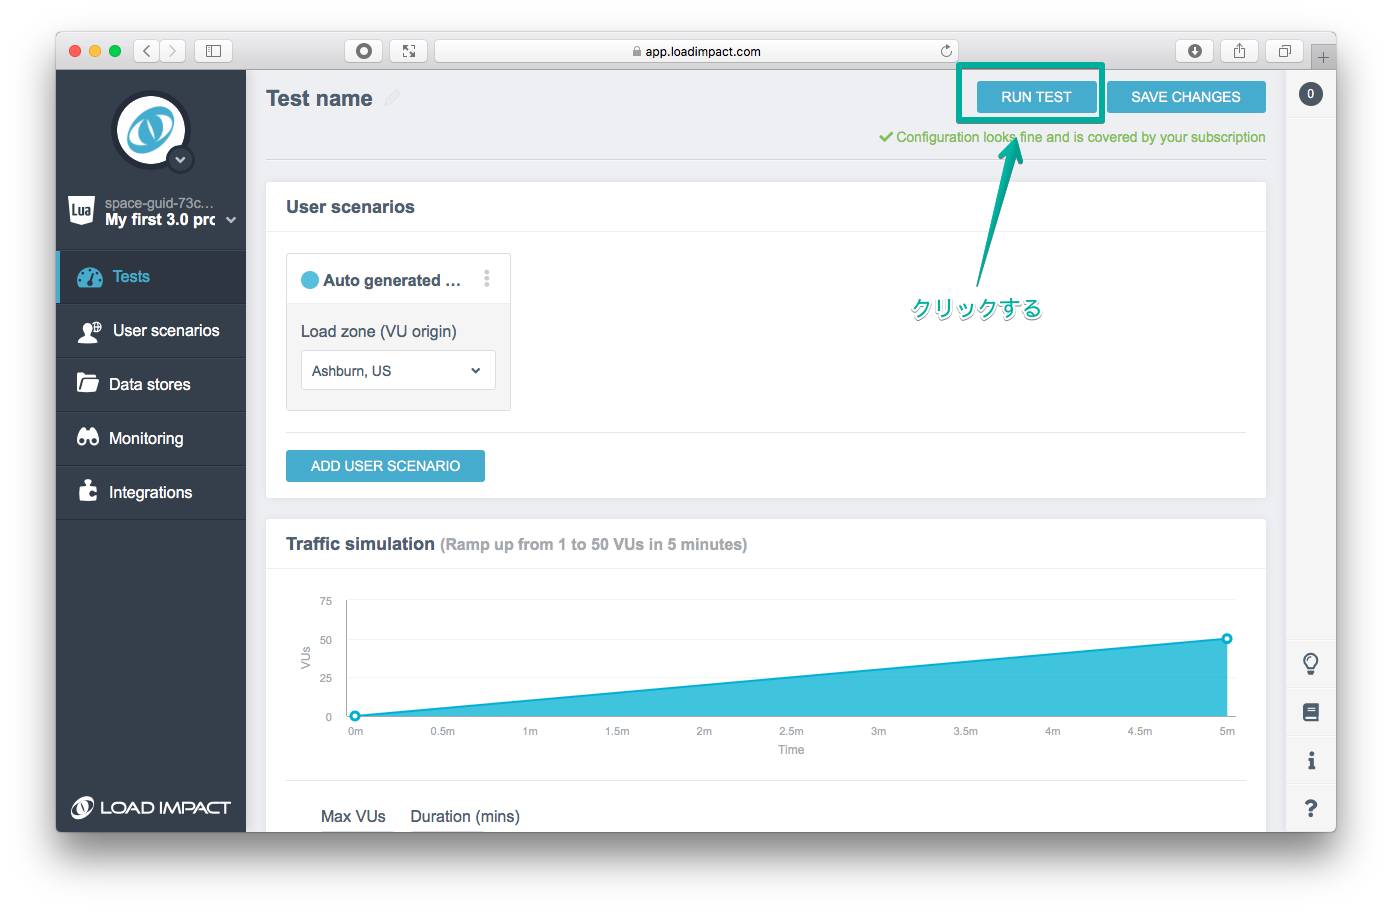 app.loadimpact.com
Test name
RUN TEST
SAVE CHANGES
0
Configuration looks fine and is covered by your subscription
クリックする
Lua
space-guid-73c...
My first 3.0 prc
Tests
User scenarios
Data stores
Monitoring
Integrations
LOAD IMPACT
User scenarios
Auto generated ...
Load zone (VU origin)
Ashburn, US
ADD USER SCENARIO
Traffic simulation (Ramp up from 1 to 50 VUs in 5 minutes)
75
50
25
0
VUs
0m 0.5m 1m 1.5m 2m 2.5m 3m 3.5m 4m 4.5m 5m
Time
Max VUs Duration (mins)